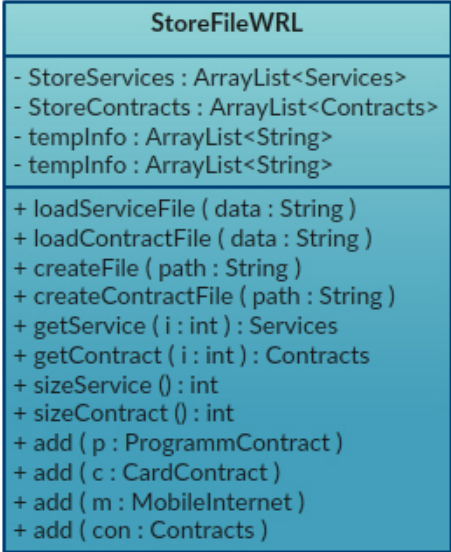 StoreFileWRL
- StoreServices : ArrayList<Services>
- StoreContracts : ArrayList<Contracts>
- tempInfo : ArrayList<String>
- tempInfo : ArrayList<String>
+ loadServiceFile ( data : String )
+ loadContractFile ( data : String )
+ createFile ( path : String )
+ createContractFile ( path : String )
+ getService ( i : int ) : Services
+ getContract ( i : int ) : Contracts
+ sizeService () : int
+ sizeContract () : int
+ add ( p : ProgrammContract )
+ add ( c : CardContract )
+ add ( m : MobileInternet )
+ add ( con : Contracts )